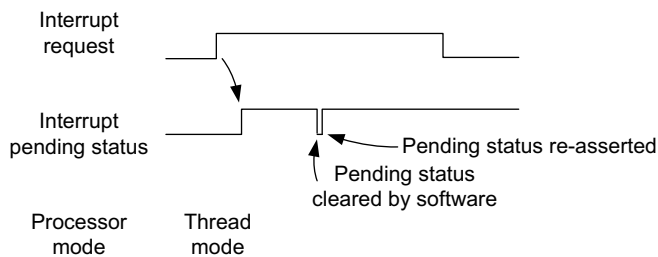 Interrupt
request
Interrupt
pending status
Pending status re-asserted
Pending status
cleared by software
Processor
mode
Thread
mode